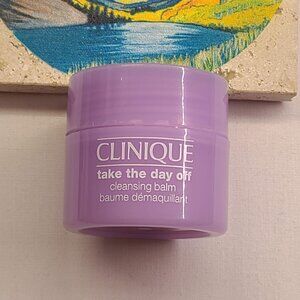 CLINIQUE
take the day off
cleansing balm
baume démaquillant